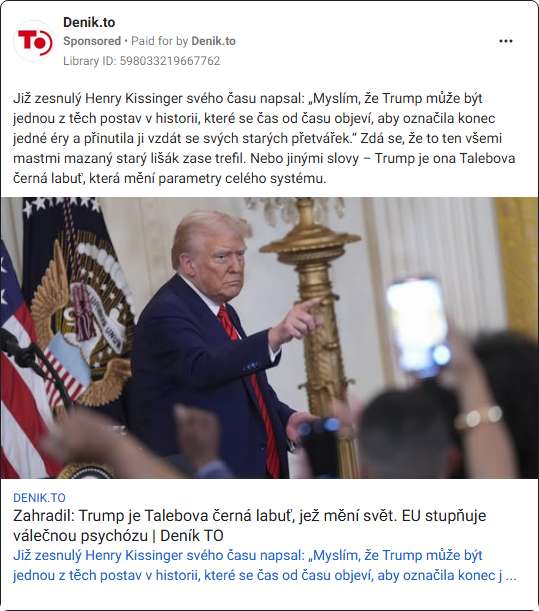 Denik.to
Sponsored • Paid for by Denik.to
Library ID: 598033219667762
TO
Již zesnulý Henry Kissinger svého času napsal: „Myslím, že Trump může být
jednou z těch postav v historii, které se čas od času objeví, aby označila konec
jedné éry a přinutila ji vzdát se svých starých přetvářek.“ Zdá se, že to ten všemi
mastmi mazaný starý lišák zase trefil. Nebo jinými slovy – Trump je ona Talebova
černá labuť, která mění parametry celého systému.
DENIK.TO
Zahradil: Trump je Talebova černá labuť, jež mění svět. EU stupňuje
válečnou psychózu | Deník TO
Již zesnulý Henry Kissinger svého času napsal: „Myslím, že Trump může být
jednou z těch postav v historii, které se čas od času objeví, aby označila konec j ...